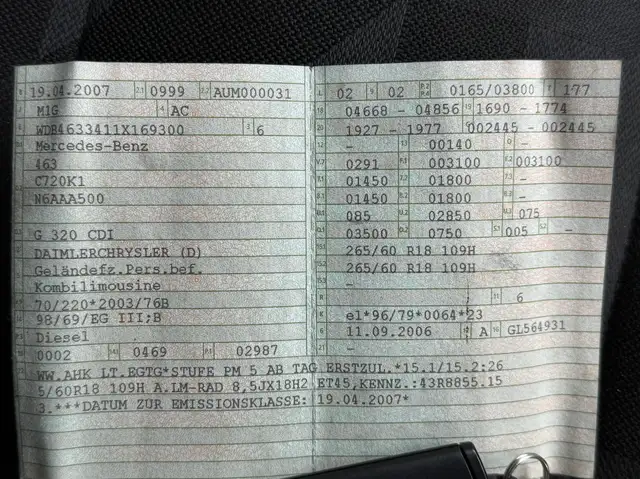 19.04.2007 0999 AUM000031
M1G AC
WDB4633411X169300 6
Mercedes-Benz
463
C720K1
N6AAA500
G 320 CDI
DAIMLERCHRYSLER (D)
Geländefz.Pers.bef.
Kombilimousine
70/220*2003/76B
98/69/EG III;B
Diesel
0002 0469 02987
02 02 0165/03800 177
04668 - 04856 1690 - 1774
1927 - 1977 002445 - 002445
- 00140 -
0291 003100 003100
01450 01800 -
01450 01800 -
085 02850 075
03500 0750 005 -
265/60 R18 109H
265/60 R18 109H
-
- 6
e1*96/79*0064*23
11.09.2006 A GL564931
-
WW.AHK LT.EGTG*STUFE PM 5 AB TAG ERSTZUL.*15.1/15.2:26
5/60R18 109H A.LM-RAD 8,5JX18H2 ET45,KENNZ.:43R8855.15
3.***DATUM ZUR EMISSIONSKLASSE: 19.04.2007*